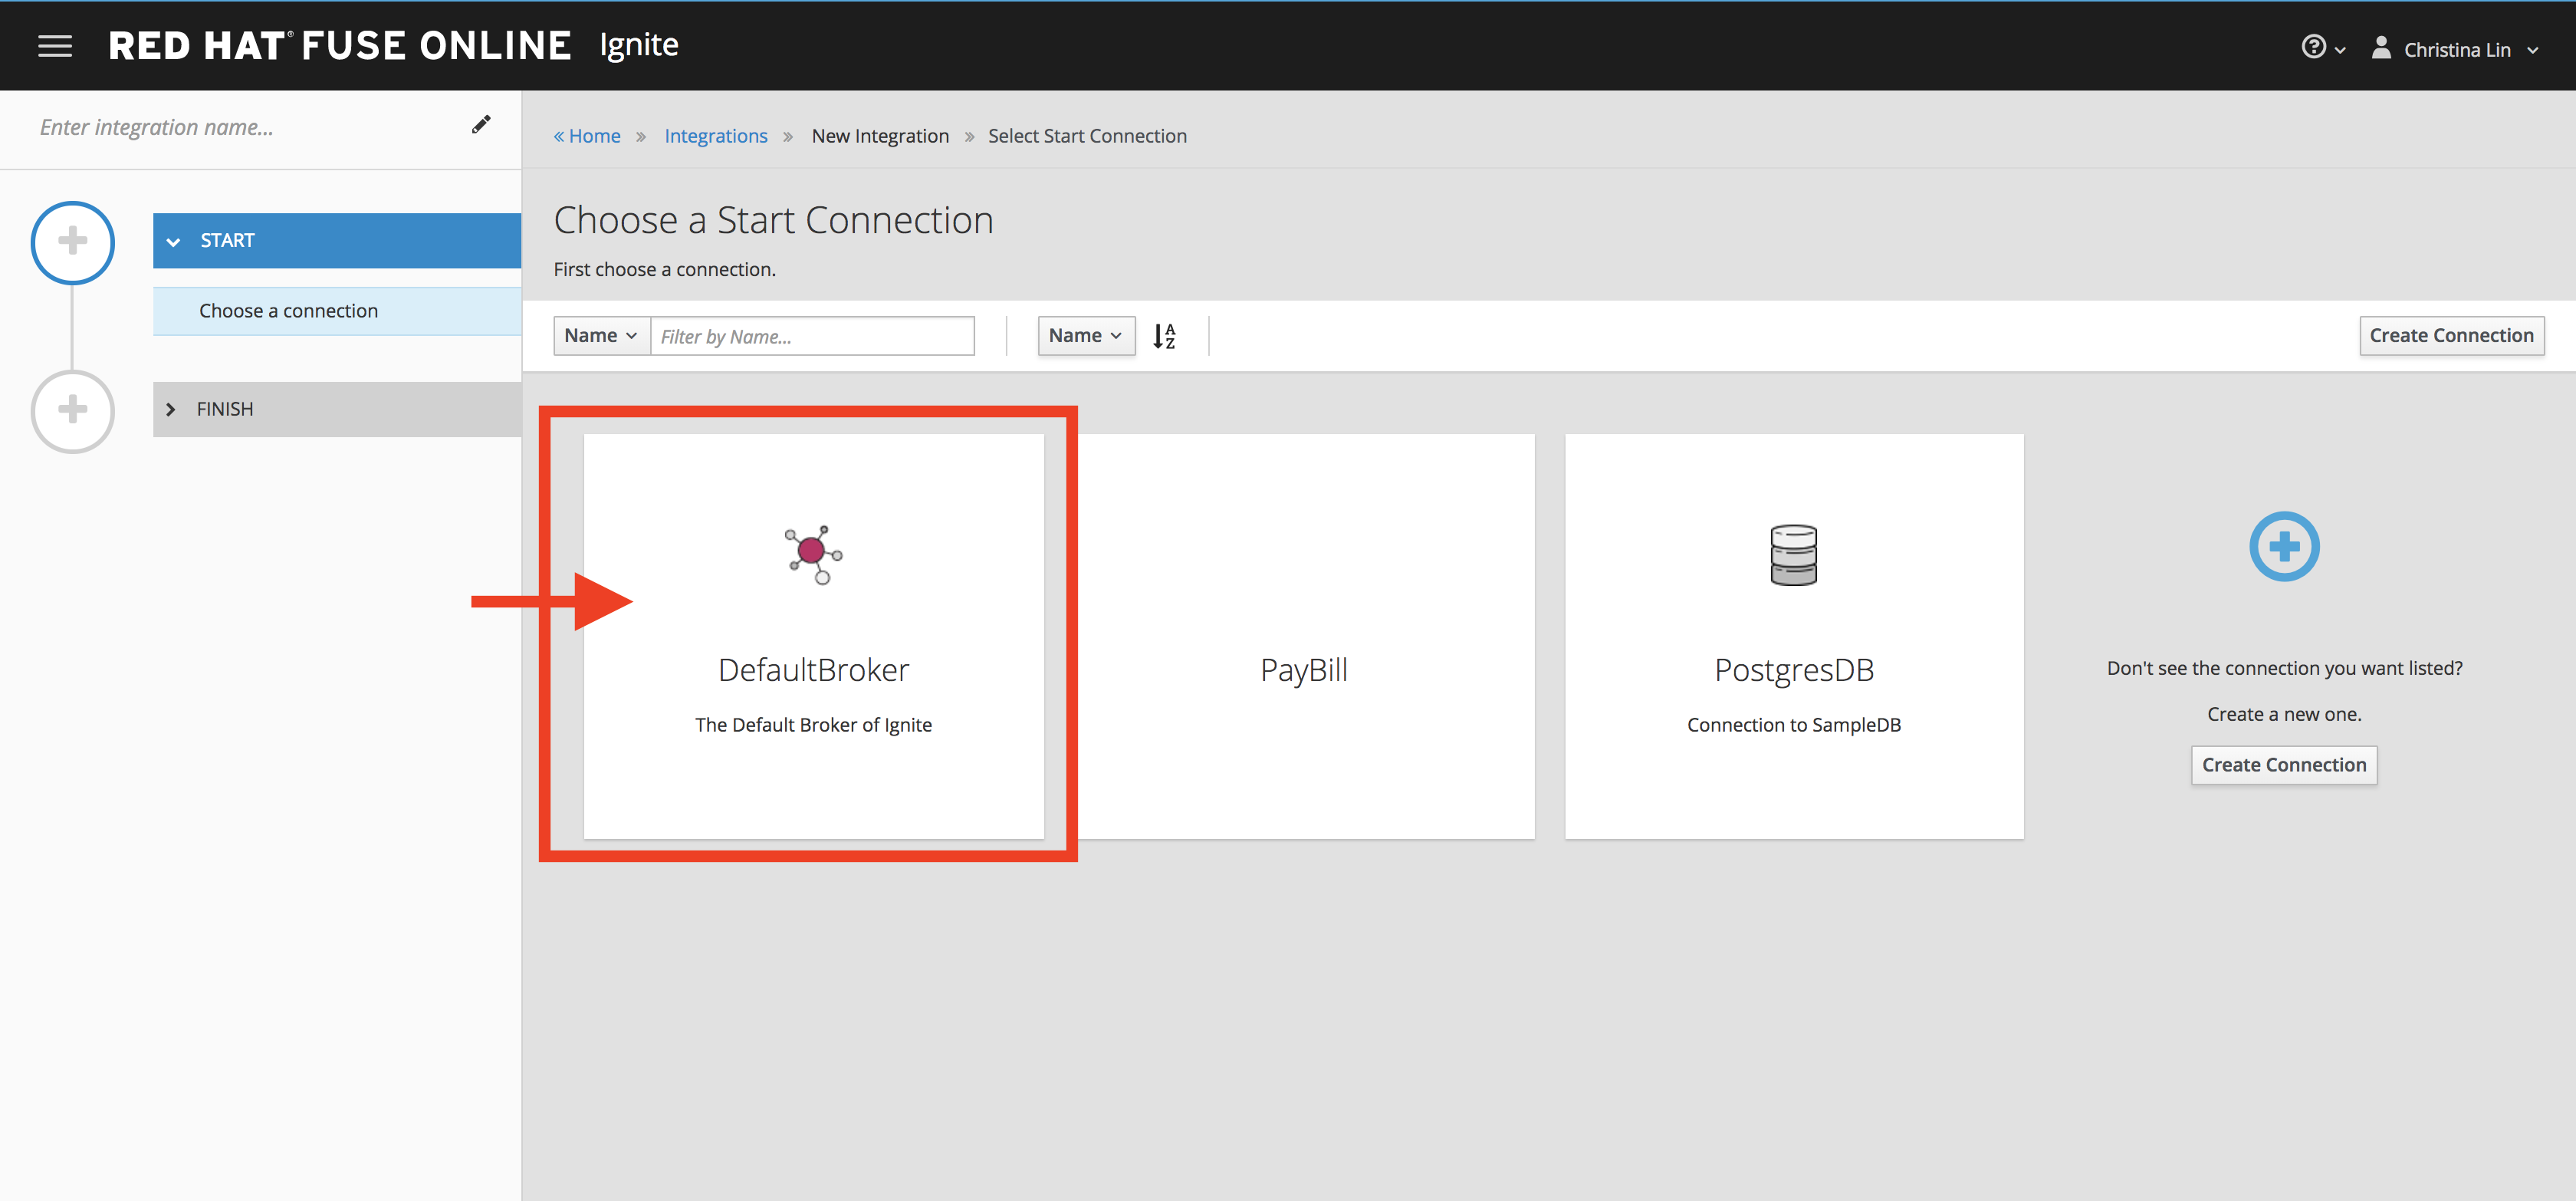 RED HAT® FUSE ONLINE Ignite
Christina Lin
Enter integration name...
« Home » Integrations » New Integration » Select Start Connection
START
Choose a connection
FINISH
Choose a Start Connection
First choose a connection.
Name Filter by Name... Name A Z Create Connection
DefaultBroker
The Default Broker of Ignite
PayBill
PostgresDB
Connection to SampleDB
Don't see the connection you want listed?
Create a new one.
Create Connection